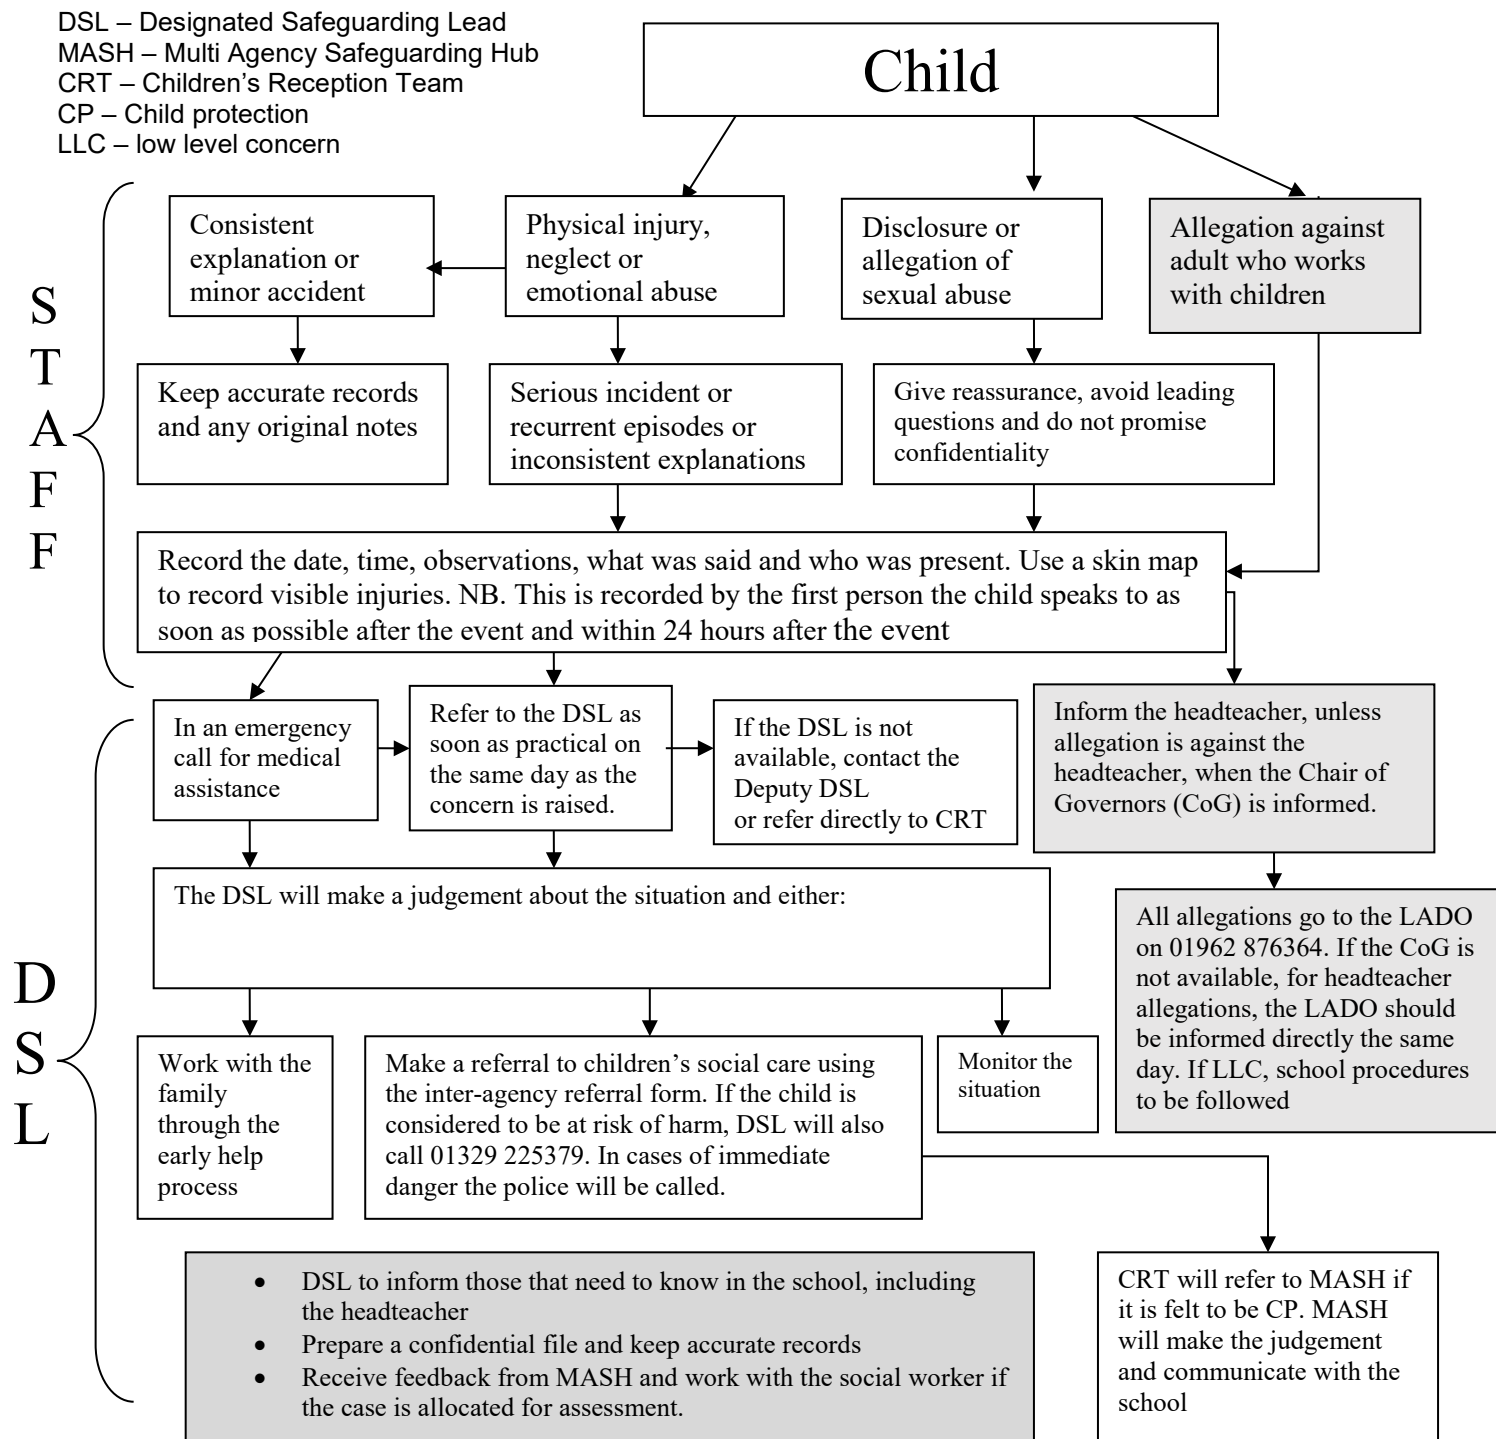 DSL – Designated Safeguarding Lead
MASH – Multi Agency Safeguarding Hub
CRT – Children's Reception Team
CP – Child protection
LLC – low level concern
Child
S
T
A
F
F
Consistent
explanation or
minor accident
Physical injury,
neglect or
emotional abuse
Disclosure or
allegation of
sexual abuse
Allegation against
adult who works
with children
Keep accurate records
and any original notes
Serious incident or
recurrent episodes or
inconsistent explanations
Give reassurance, avoid leading
questions and do not promise
confidentiality
Record the date, time, observations, what was said and who was present. Use a skin map
to record visible injuries. NB. This is recorded by the first person the child speaks to as
soon as possible after the event and within 24 hours after the event
D
S
L
In an emergency
call for medical
assistance
Refer to the DSL as
soon as practical on
the same day as the
concern is raised.
If the DSL is not
available, contact the
Deputy DSL
or refer directly to CRT
Inform the headteacher, unless
allegation is against the
headteacher, when the Chair of
Governors (CoG) is informed.
The DSL will make a judgement about the situation and either:
All allegations go to the LADO
on 01962 876364. If the CoG is
not available, for headteacher
allegations, the LADO should
be informed directly the same
day. If LLC, school procedures
to be followed
Work with the
family
through the
early help
process
Make a referral to children's social care using
the inter-agency referral form. If the child is
considered to be at risk of harm, DSL will also
call 01329 225379. In cases of immediate
danger the police will be called.
Monitor the
situation
• DSL to inform those that need to know in the school, including
the headteacher
• Prepare a confidential file and keep accurate records
• Receive feedback from MASH and work with the social worker if
the case is allocated for assessment.
CRT will refer to MASH if
it is felt to be CP. MASH
will make the judgement
and communicate with the
school